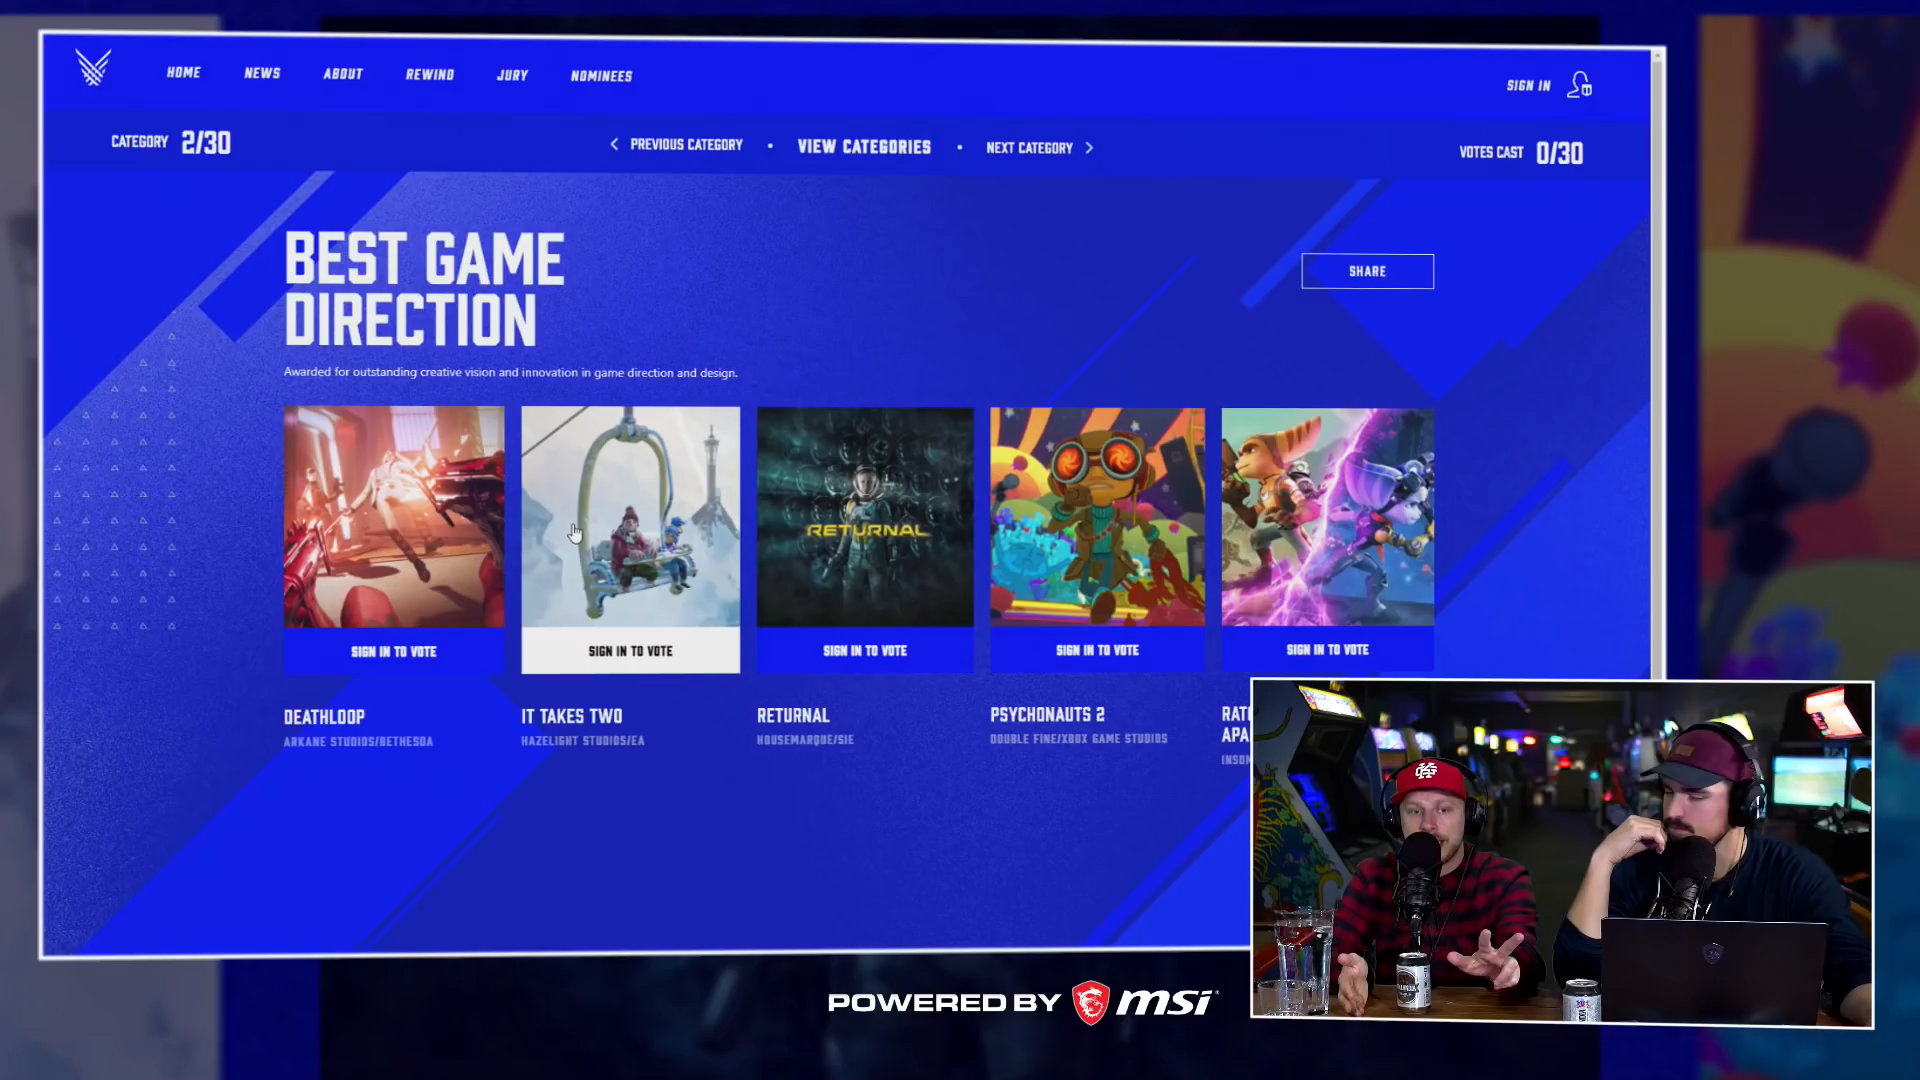 HOME NEWS ABOUT REWIND JURY NOMINEES
SIGN IN
CATEGORY 2/30
PREVIOUS CATEGORY • VIEW CATEGORIES • NEXT CATEGORY
VOTES CAST 0/30
BEST GAME
DIRECTION
SHARE
Awarded for outstanding creative vision and innovation in game direction and design.
RETURNAL
SIGN IN TO VOTE
SIGN IN TO VOTE
SIGN IN TO VOTE
SIGN IN TO VOTE
SIGN IN TO VOTE
DEATHLOOP
ARKANE STUDIOS/BETHESDA
IT TAKES TWO
HAZELIGHT STUDIOS/EA
RETURNAL
HOUSEMARQUE/SIE
PSYCHONAUTS 2
DOUBLE FINE/XBOX GAME STUDIOS
RAT
APA
INSOM
POWERED BY msi